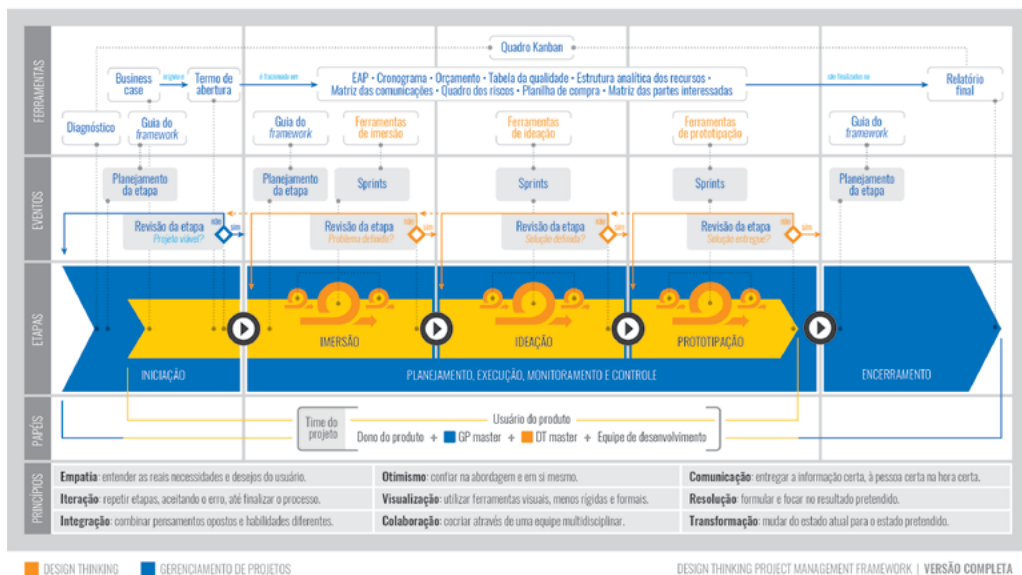 FERRAMENTAS
Quadro Kanban
Business case
origina o
Termo de abertura
é fracionado em
EAP • Cronograma • Orçamento • Tabela da qualidade • Estrutura analítica dos recursos •
Matriz das comunicações • Quadro dos riscos • Planilha de compra • Matriz das partes interessadas
são finalizados no
Relatório final
Diagnóstico
Guia do framework
Guia do framework
Ferramentas de imersão
Ferramentas de ideação
Ferramentas de prototipação
Guia do framework
EVENTOS
Planejamento da etapa
Planejamento da etapa
Sprints
Sprints
Sprints
Planejamento da etapa
Revisão da etapa
Projeto viável?
não
sim
Revisão da etapa
Problema definido?
não
sim
Revisão da etapa
Solução definida?
não
sim
Revisão da etapa
Solução entregue?
não
sim
ETAPAS
IMERSÃO
IDEAÇÃO
PROTOTIPAÇÃO
INICIAÇÃO
PLANEJAMENTO, EXECUÇÃO, MONITORAMENTO E CONTROLE
ENCERRAMENTO
PAPÉIS
Time do projeto
Usuário do produto
Dono do produto + GP master + DT master + Equipe de desenvolvimento
PRINCÍPIOS
Empatia: entender as reais necessidades e desejos do usuário.
Otimismo: confiar na abordagem e em si mesmo.
Comunicação: entregar a informação certa, à pessoa certa na hora certa.
Iteração: repetir etapas, aceitando o erro, até finalizar o processo.
Visualização: utilizar ferramentas visuais, menos rígidas e formais.
Resolução: formular e focar no resultado pretendido.
Integração: combinar pensamentos opostos e habilidades diferentes.
Colaboração: cocriar através de uma equipe multidisciplinar.
Transformação: mudar do estado atual para o estado pretendido.
DESIGN THINKING
GERENCIAMENTO DE PROJETOS
DESIGN THINKING PROJECT MANAGEMENT FRAMEWORK | VERSÃO COMPLETA